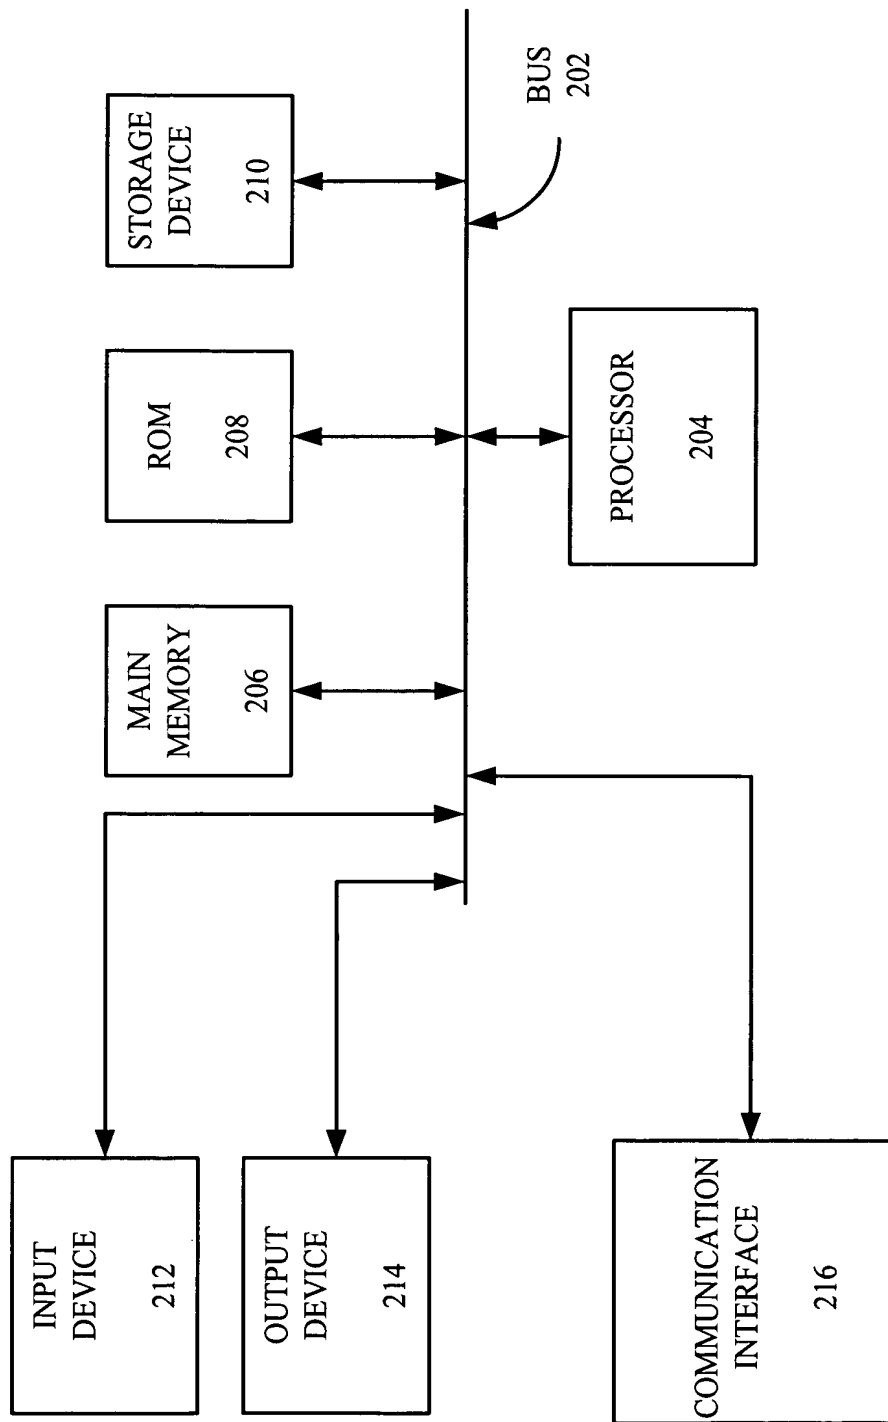 INPUT
DEVICE
212
OUTPUT
DEVICE
214
COMMUNICATION
INTERFACE
216
MAIN
MEMORY
206
ROM
208
STORAGE
DEVICE
210
PROCESSOR
204
BUS
202